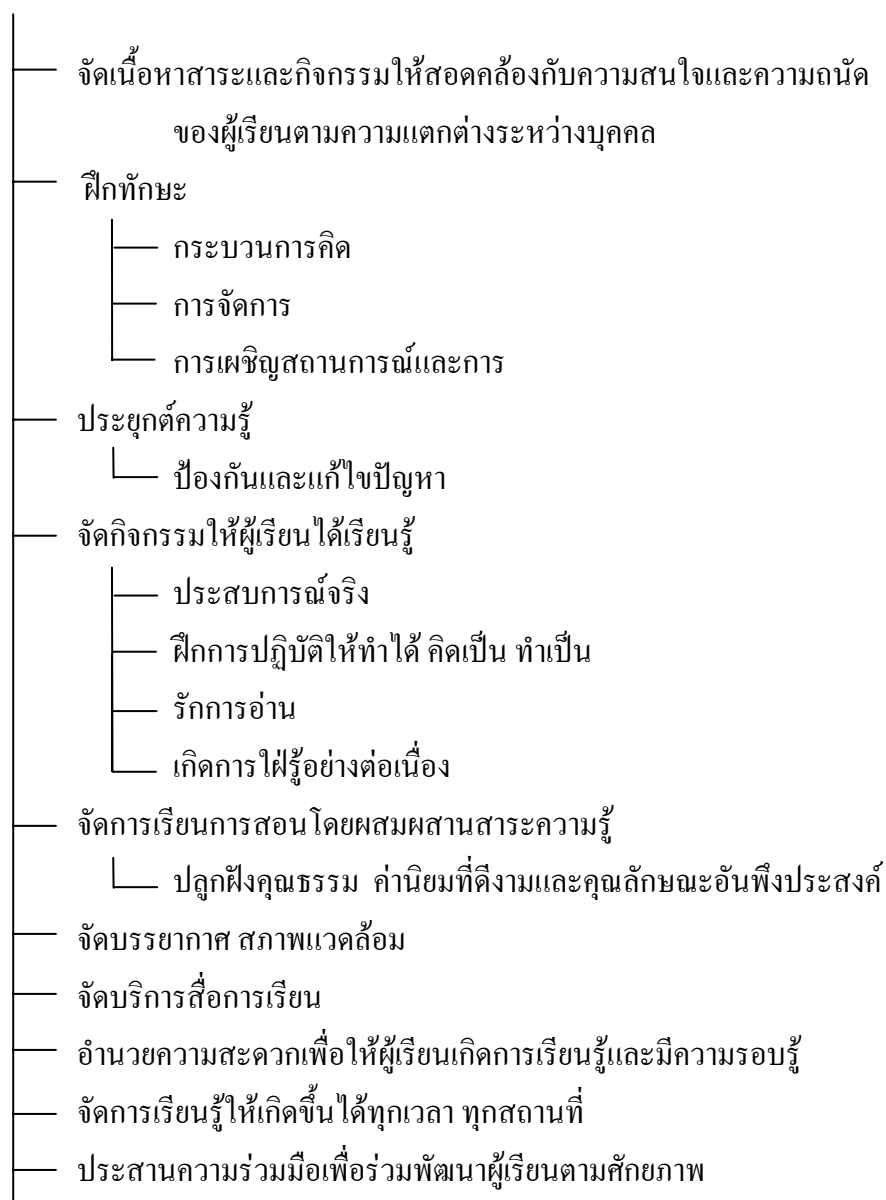 จัดเนื้อหาสาระและกิจกรรมให้สอดคล้องกับความสนใจและความถนัด
ของผู้เรียนตามความแตกต่างระหว่างบุคคล
ฝึกทักษะ
กระบวนการคิด
การจัดการ
การเผชิญสถานการณ์และการ
ประยุกต์ความรู้
ป้องกันและแก้ไขปัญหา
จัดกิจกรรมให้ผู้เรียนได้เรียนรู้
ประสบการณ์จริง
ฝึกการปฏิบัติให้ทำได้ คิดเป็น ทำเป็น
รักการอ่าน
เกิดการใฝ่รู้อย่างต่อเนื่อง
จัดการเรียนการสอนโดยผสมผสานสาระความรู้
ปลูกฝังคุณธรรม ค่านิยมที่ดีงามและคุณลักษณะอันพึงประสงค์
จัดบรรยากาศ สภาพแวดล้อม
จัดบริการสื่อการเรียน
อำนวยความสะดวกเพื่อให้ผู้เรียนเกิดการเรียนรู้และมีความรอบรู้
จัดการเรียนรู้ให้เกิดขึ้นได้ทุกเวลา ทุกสถานที่
ประสานความร่วมมือเพื่อร่วมพัฒนาผู้เรียนตามศักยภาพ